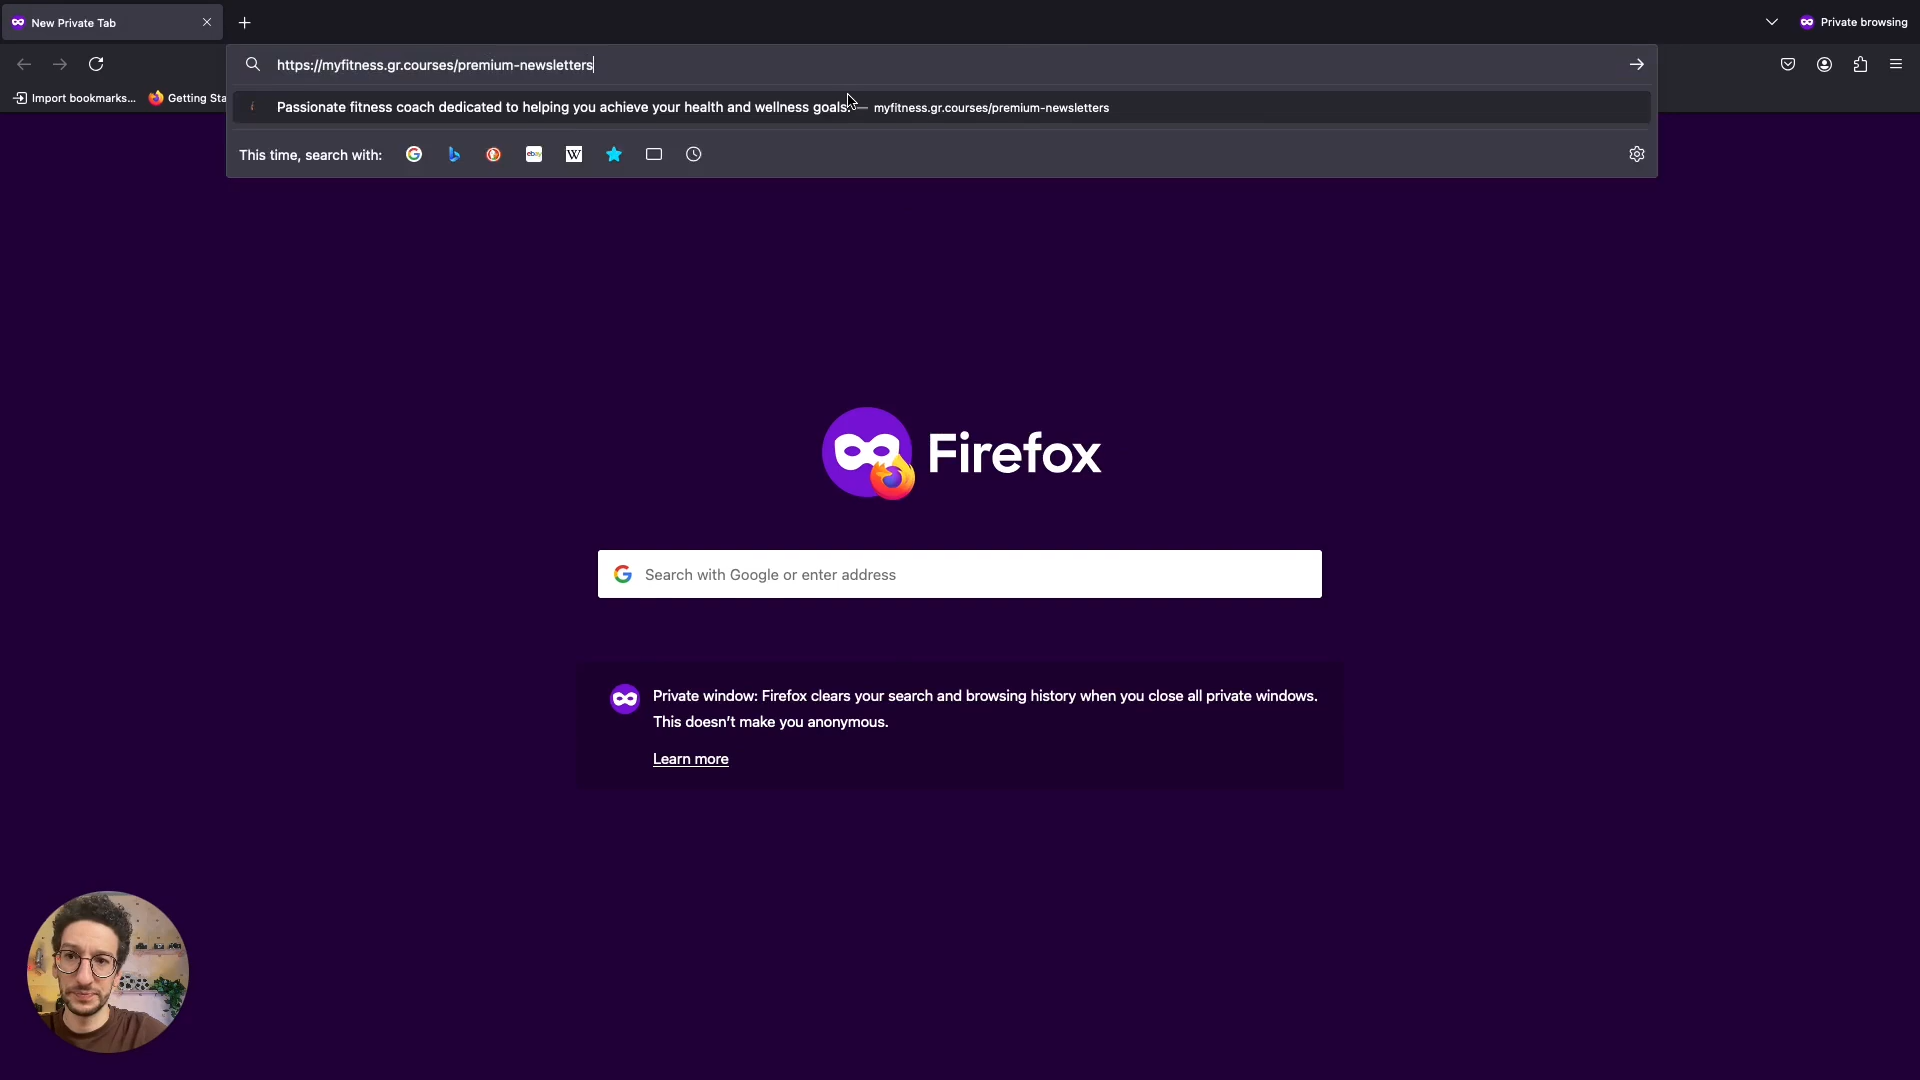 New Private Tab
Private browsing
https://myfitness.gr.courses/premium-newsletters
Import bookmarks...
Getting Sta
Passionate fitness coach dedicated to helping you achieve your health and wellness goals. — myfitness.gr.courses/premium-newsletters
This time, search with:
ebay
W
Firefox
Search with Google or enter address
Private window: Firefox clears your search and browsing history when you close all private windows.
This doesn't make you anonymous.
Learn more